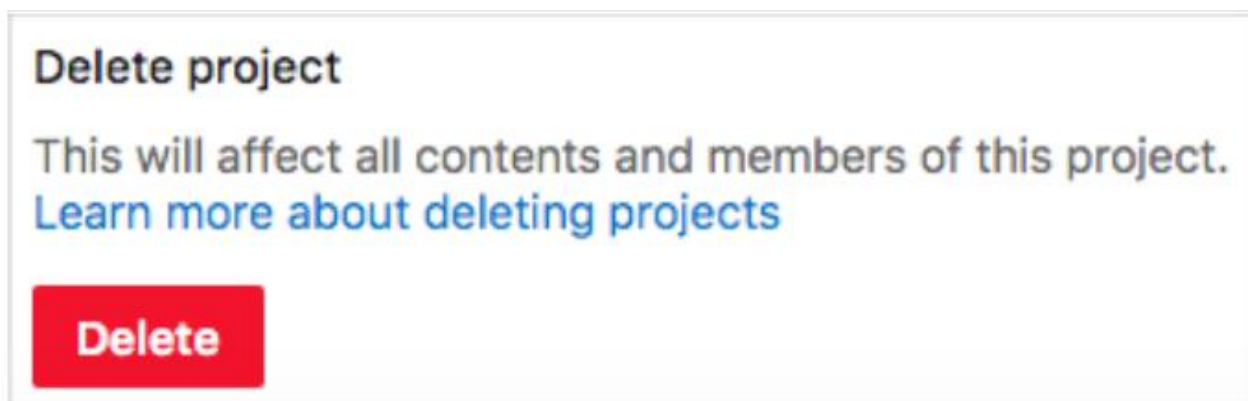 Delete project
This will affect all contents and members of this project.
Learn more about deleting projects
Delete